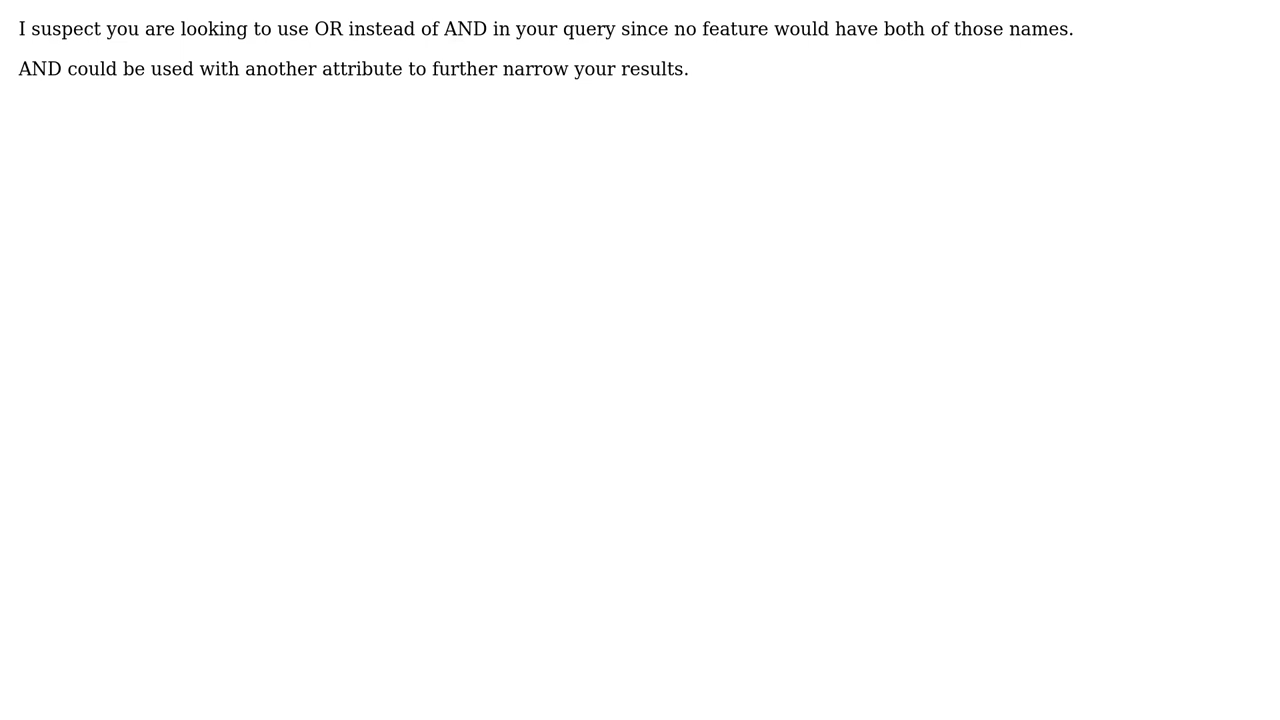 I suspect you are looking to use OR instead of AND in your query since no feature would have both of those names.
AND could be used with another attribute to further narrow your results.